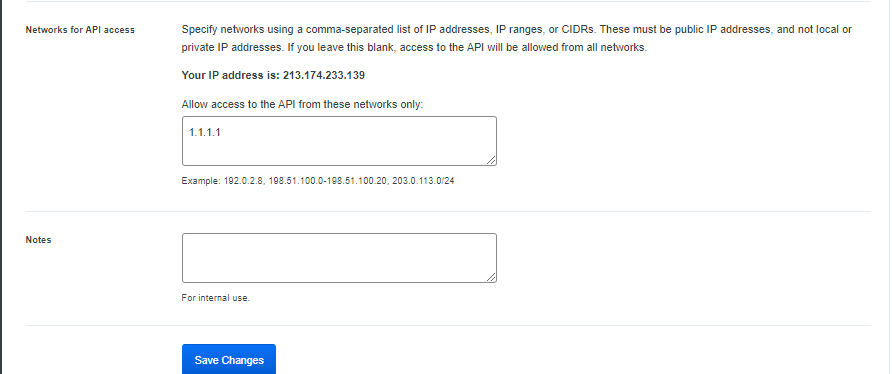 Networks for API access
Specify networks using a comma-separated list of IP addresses, IP ranges, or CIDRs. These must be public IP addresses, and not local or
private IP addresses. If you leave this blank, access to the API will be allowed from all networks.
Your IP address is: 213.174.233.139
Allow access to the API from these networks only:
1.1.1.1
Example: 192.0.2.8, 198.51.100.0-198.51.100.20, 203.0.113.0/24
Notes
For internal use.
Save Changes